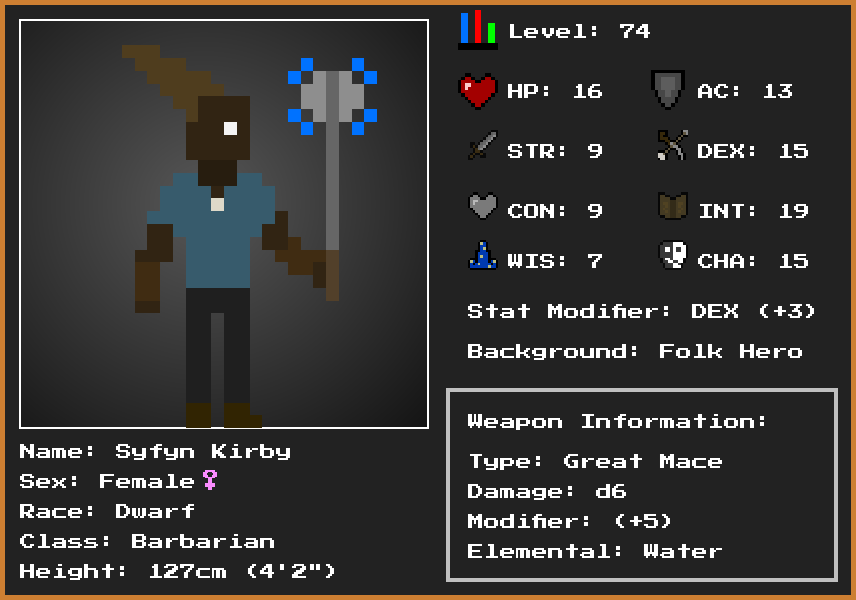 Level: 74
HP: 16
AC: 13
STR: 9
DEX: 15
CON: 9
INT: 19
WIS: 7
CHA: 15
Stat Modifier: DEX (+3)
Background: Folk Hero
Weapon Information:
Type: Great Mace
Damage: d6
Modifier: (+5)
Elemental: Water
Name: Syfyn Kirby
Sex: Female♀
Race: Dwarf
Class: Barbarian
Height: 127cm (4'2")